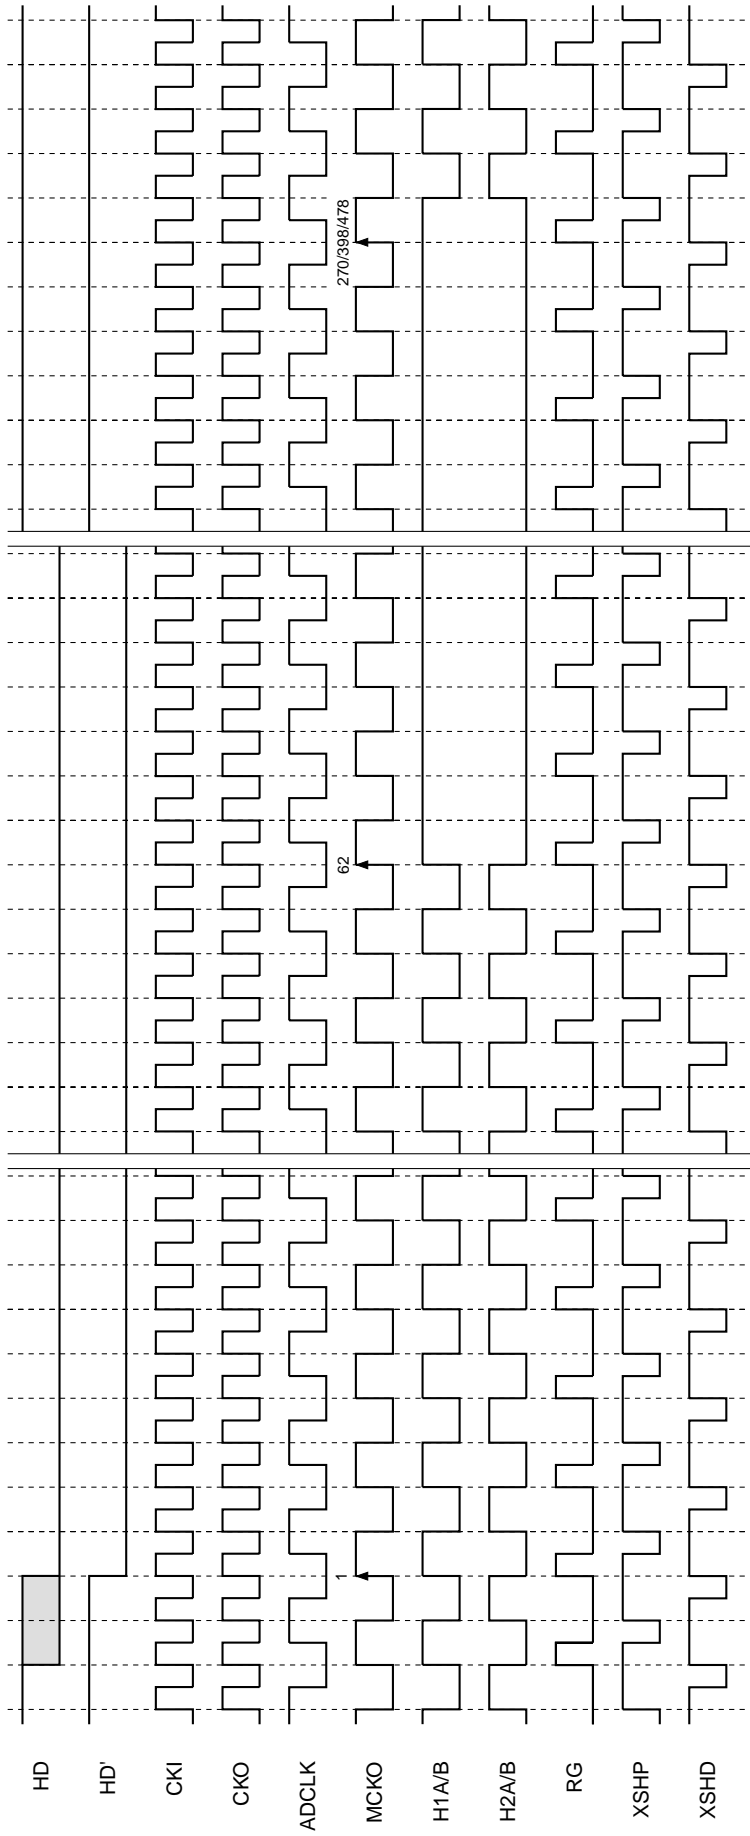 HD
HD'
CKI
CKO
ADCLK
MCKO
H1A/B
H2A/B
RG
XSHP
XSHD
1
62
270/398/478